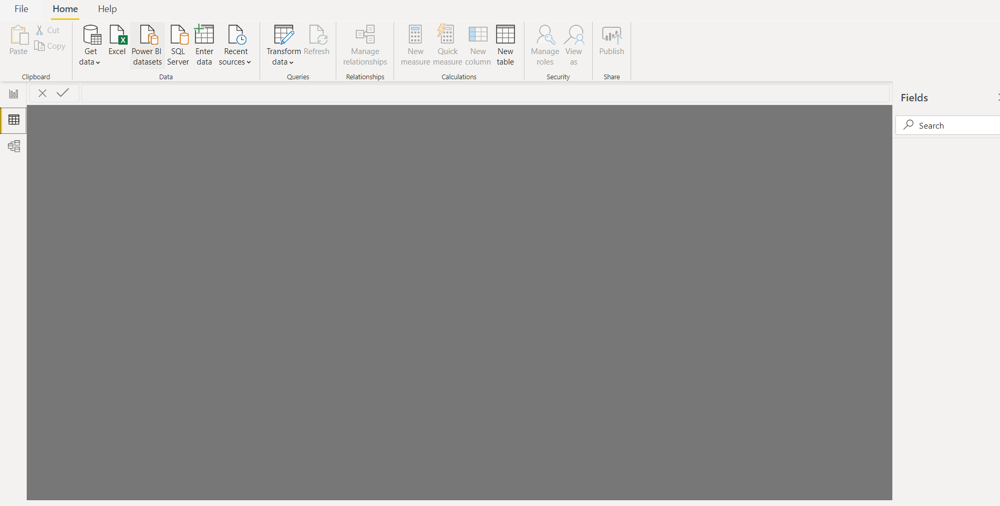 File Home Help
Paste
Cut
Copy
Clipboard
Get
data
Excel
Power BI
datasets
SQL
Server
Enter
data
Recent
sources
Data
Transform
data
Refresh
Queries
Manage
relationships
Relationships
New
measure
Quick
measure
New
column
New
table
Calculations
Manage
roles
View
as
Security
Publish
Share
Fields
Search